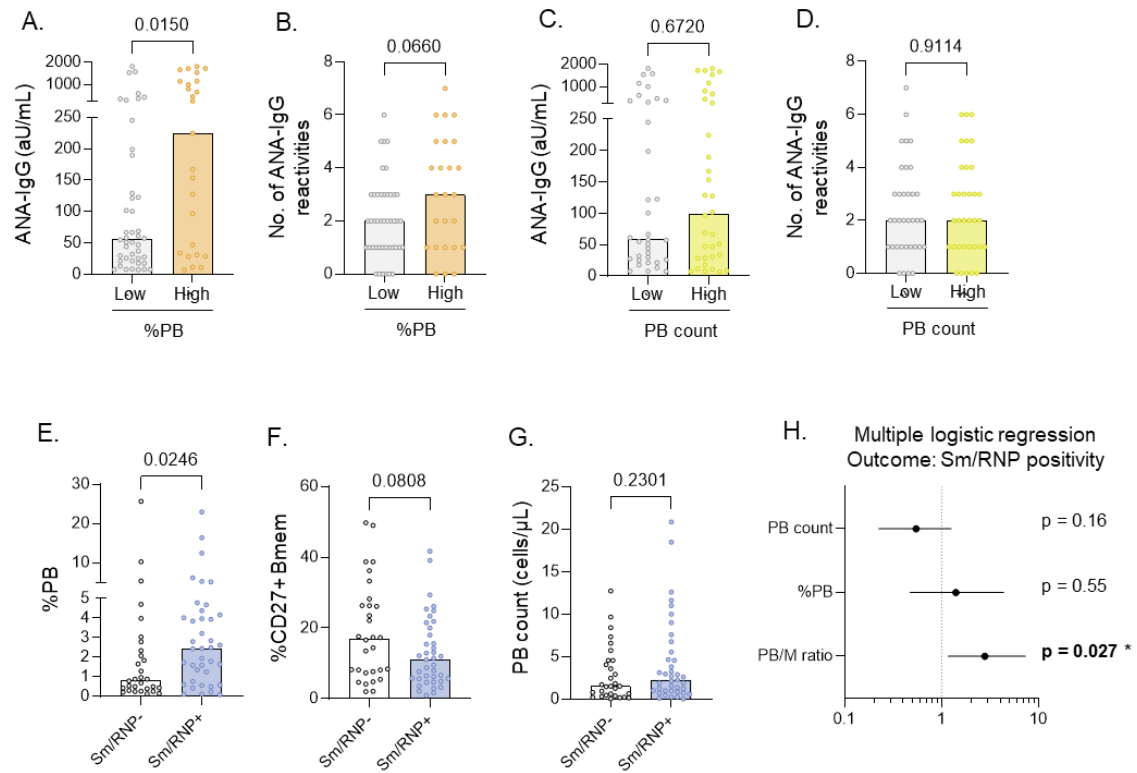 A.
0.0150
2000
1000
250
200
150
100
50
0
ANA-IgG (aU/mL)
Low
High
%PB
B.
0.0660
8
6
4
2
0
No. of ANA-IgG
reactivities
Low
High
%PB
C.
0.6720
2000
1000
250
200
150
100
50
0
ANA-IgG (aU/mL)
Low
High
PB count
D.
0.9114
8
6
4
2
0
No. of ANA-IgG
reactivities
Low
High
PB count
E.
0.0246
30
20
10
5
4
3
2
1
0
%PB
Sm/RNP-
Sm/RNP+
F.
0.0808
60
40
20
0
%CD27+ Bmem
Sm/RNP-
Sm/RNP+
G.
0.2301
25
20
15
10
5
0
PB count (cells/µL)
Sm/RNP-
Sm/RNP+
H.
Multiple logistic regression
Outcome: Sm/RNP positivity
PB count
p = 0.16
%PB
p = 0.55
PB/M ratio
p = 0.027 *
0.1
1
10